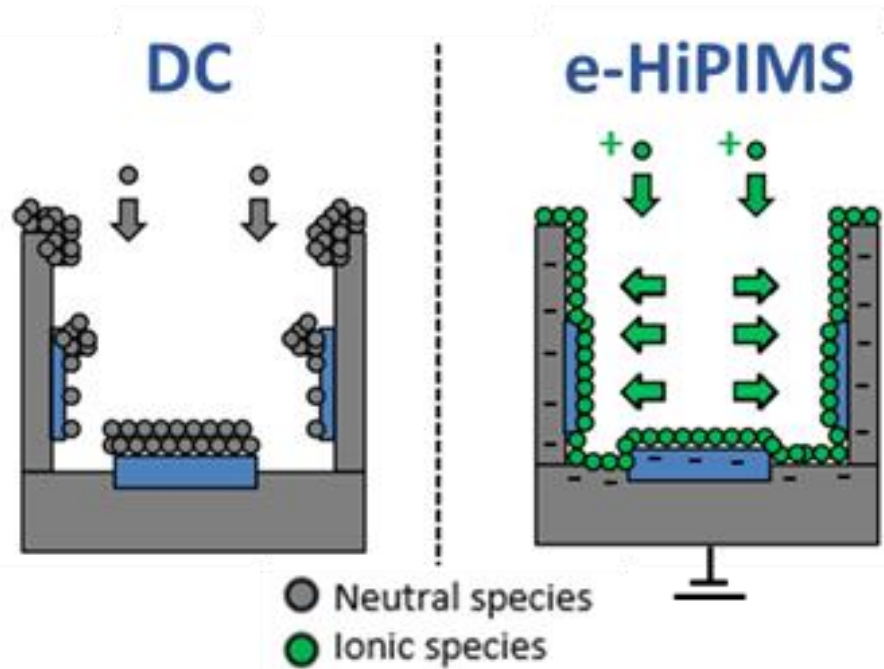 DC
e-HiPIMS
+ +
Neutral species
Ionic species